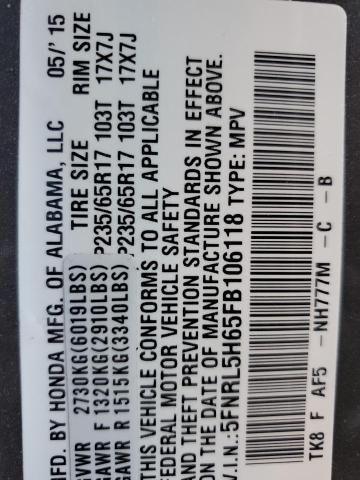 MFD. BY HONDA MFG. OF ALABAMA, LLC 05/'15
GVWR 2730KG(6019LBS) TIRE SIZE RIM SIZE
GAWR F 1320KG(2910LBS) P235/65R17 103T 17X7J
GAWR R 1515KG(3340LBS) P235/65R17 103T 17X7J
THIS VEHICLE CONFORMS TO ALL APPLICABLE
FEDERAL MOTOR VEHICLE SAFETY
AND THEFT PREVENTION STANDARDS IN EFFECT
ON THE DATE OF MANUFACTURE SHOWN ABOVE.
V.I.N.:5FNRL5H65FB106118 TYPE: MPV
TK8 F AF5 -NH777M -C -B